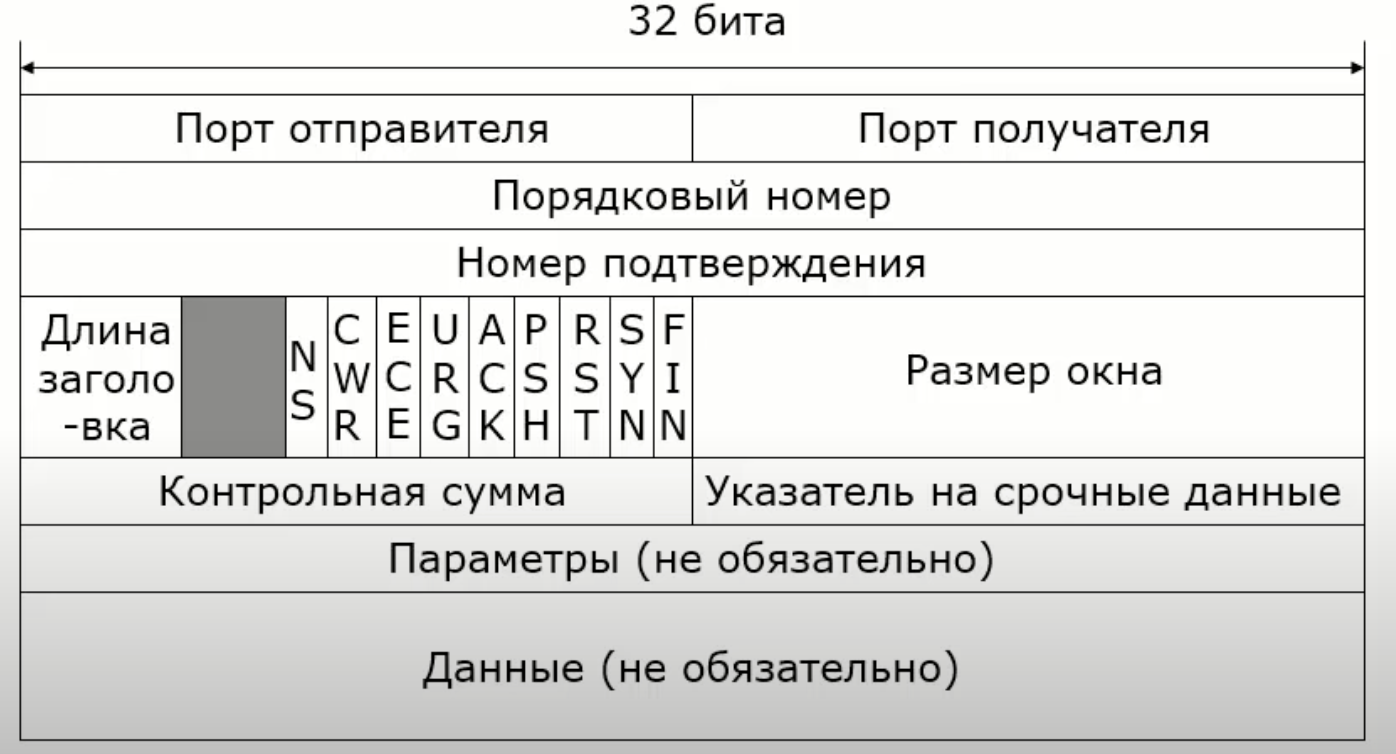 32 бита
Порт отправителя Порт получателя
Порядковый номер
Номер подтверждения
Длина заголо -вка NS CWR ECE URG ACK PSH RST SYN FIN Размер окна
Контрольная сумма Указатель на срочные данные
Параметры (не обязательно)
Данные (не обязательно)